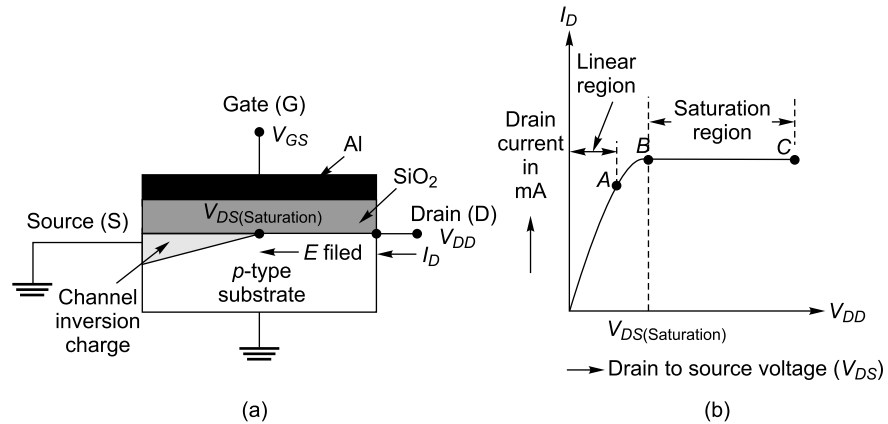 Gate (G)
V_GS
Al
SiO₂
Source (S)
V_DS(Saturation)
Drain (D)
V_DD
E filed
I_D
p-type
substrate
Channel
inversion
charge
(a)
I_D
Linear
region
Saturation
region
Drain
current
in
mA
A
B
C
V_DS(Saturation)
V_DD
Drain to source voltage (V_DS)
(b)